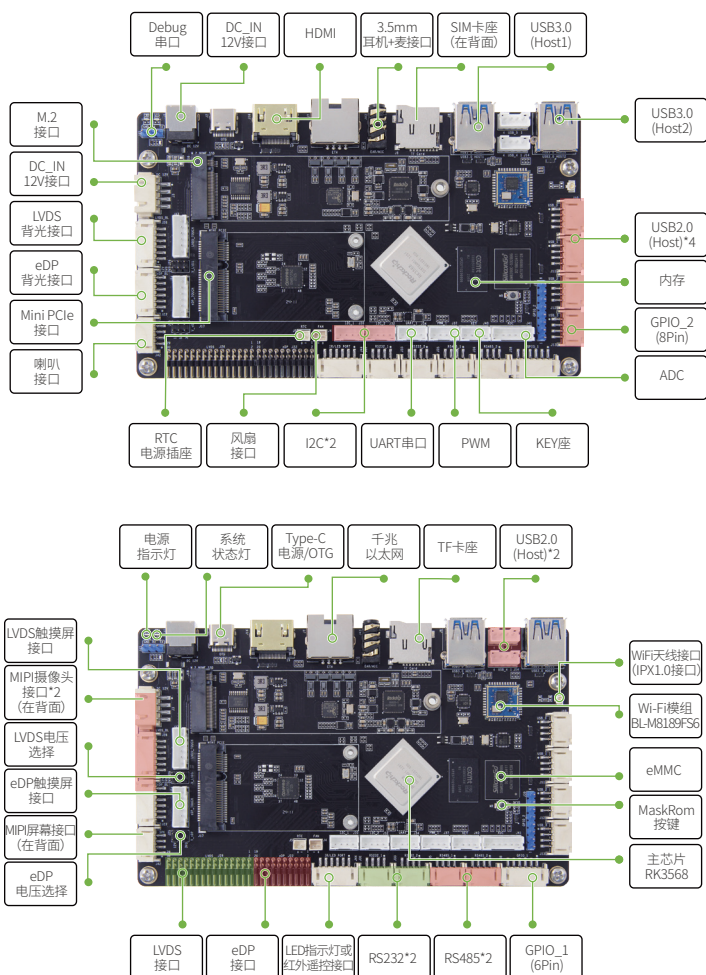 Debug
串口
DC_IN
12V接口
HDMI
3.5mm
耳机+麦接口
SIM卡座
(在背面)
USB3.0
(Host1)
M.2
接口
DC_IN
12V接口
LVDS
背光接口
eDP
背光接口
Mini PCIe
接口
喇叭
接口
USB3.0
(Host2)
USB2.0
(Host)*4
内存
GPIO_2
(8Pin)
ADC
RTC
电源插座
风扇
接口
I2C*2
UART串口
PWM
KEY座
电源
指示灯
系统
状态灯
Type-C
电源/OTG
千兆
以太网
TF卡座
USB2.0
(Host)*2
LVDS触摸屏
接口
MIPI摄像头
接口*2
(在背面)
LVDS电压
选择
eDP触摸屏
接口
MIPI屏幕接口
(在背面)
eDP
电压选择
WiFi天线接口
(IPX1.0接口)
Wi-Fi模组
BL-M8189FS6
eMMC
MaskRom
按键
主芯片
RK3568
LVDS
接口
eDP
接口
LED指示灯或
红外遥控接口
RS232*2
RS485*2
GPIO_1
(6Pin)